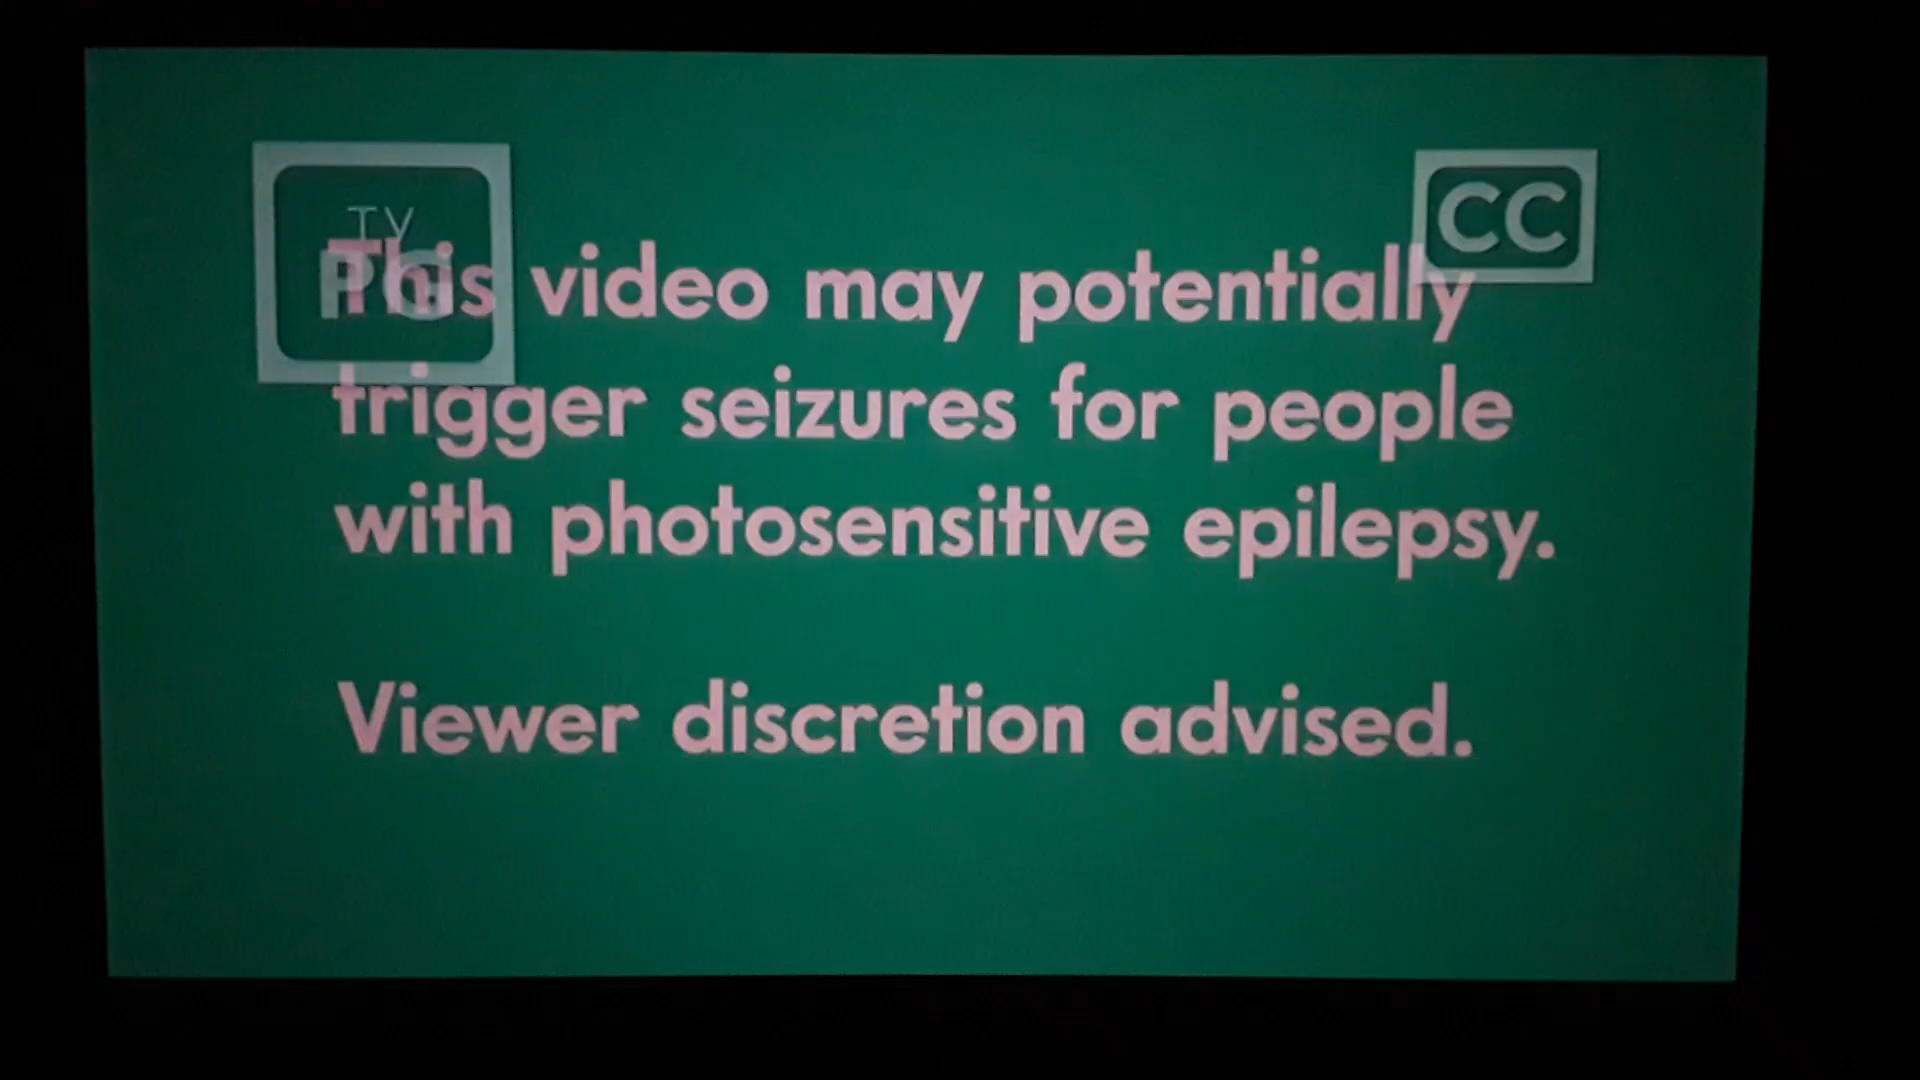 TV
PG
CC
This video may potentially
trigger seizures for people
with photosensitive epilepsy.
Viewer discretion advised.